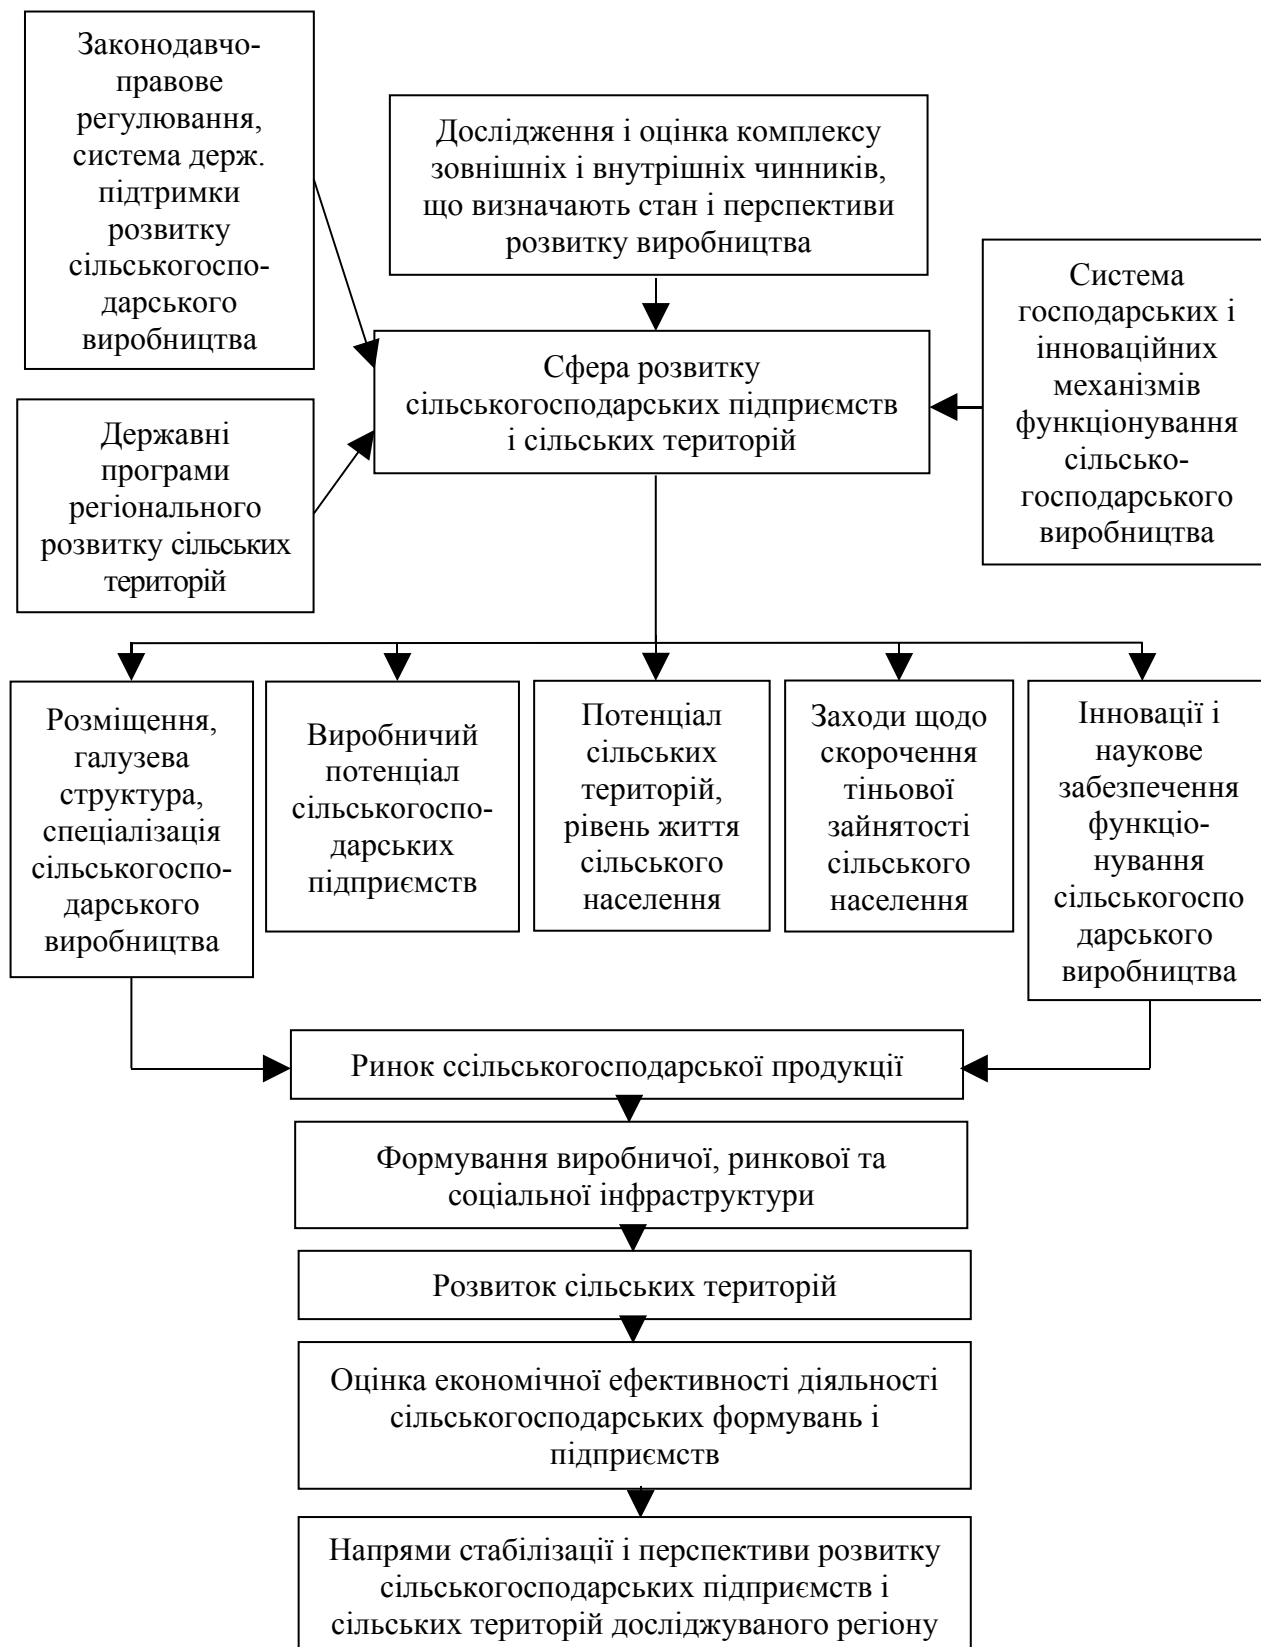 Законодавчо-
правове
регулювання,
система держ.
підтримки
розвитку
сільськогоспо-
дарського
виробництва
Дослідження і оцінка комплексу
зовнішніх і внутрішніх чинників,
що визначають стан і перспективи
розвитку виробництва
Система
господарських і
інноваційних
механізмів
функціонування
сільсько-
господарського
виробництва
Сфера розвитку
сільськогосподарських підприємств
і сільських територій
Державні
програми
регіонального
розвитку сільських
територій
Розміщення,
галузева
структура,
спеціалізація
сільськогоспо-
дарського
виробництва
Виробничий
потенціал
сільськогоспо-
дарських
підприємств
Потенціал
сільських
територій,
рівень життя
сільського
населення
Заходи щодо
скорочення
тіньової
зайнятості
сільського
населення
Інновації і
наукове
забезпечення
функціо-
нування
сільськогоспо
дарського
виробництва
Ринок ссільськогосподарської продукції
Формування виробничої, ринкової та
соціальної інфраструктури
Розвиток сільських територій
Оцінка економічної ефективності діяльності
сільськогосподарських формувань і
підприємств
Напрями стабілізації і перспективи розвитку
сільськогосподарських підприємств і
сільських територій досліджуваного регіону